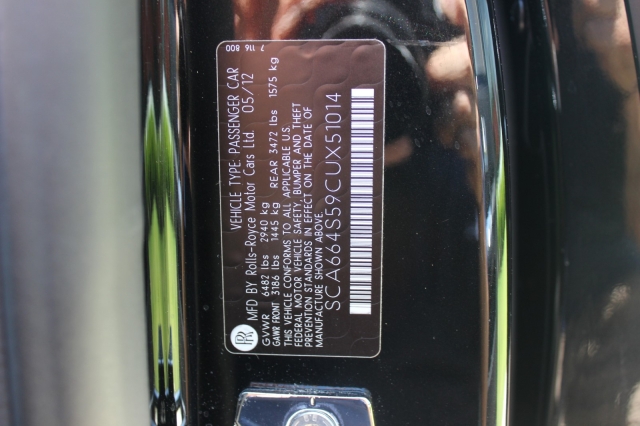 7 116 800
VEHICLE TYPE: PASSENGER CAR
MFD BY Rolls-Royce Motor Cars Ltd. 05/12
GVWR 6482 lbs 2940 kg
GAWR FRONT 3186 lbs 1445 kg REAR 3472 lbs 1575 kg
THIS VEHICLE CONFORMS TO ALL APPLICABLE U.S.
FEDERAL MOTOR VEHICLE SAFETY, BUMPER AND THEFT
PREVENTION STANDARDS IN EFFECT ON THE DATE OF
MANUFACTURE SHOWN ABOVE.
SCA664S59CUX51014
RR